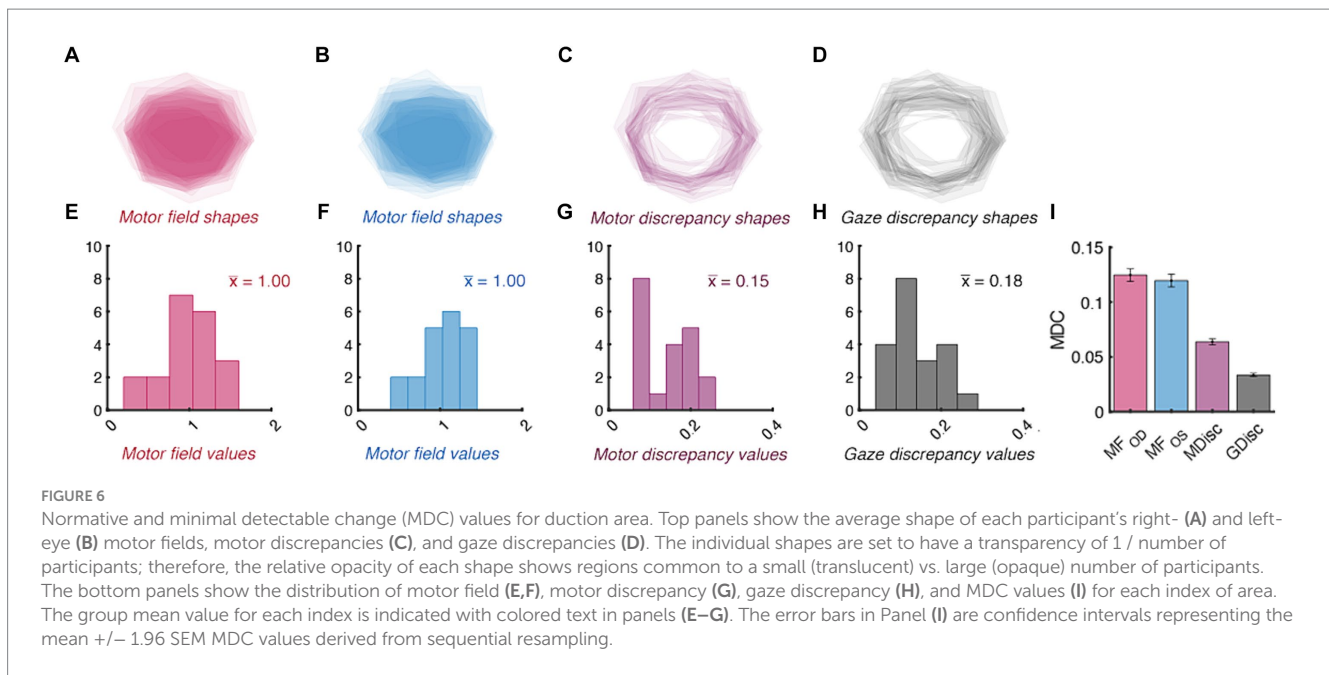 A
B
C
D
Motor field shapes
Motor field shapes
Motor discrepancy shapes
Gaze discrepancy shapes
E
10
8
6
4
2
0
x̄ = 1.00
0
1
2
Motor field values
F
10
8
6
4
2
0
x̄ = 1.00
0
1
2
Motor field values
G
10
8
6
4
2
0
x̄ = 0.15
0
0.2
0.4
Motor discrepancy values
H
10
8
6
4
2
0
x̄ = 0.18
0
0.2
0.4
Gaze discrepancy values
I
0.15
0.1
0.05
0
MDC
MF OD
MF OS
MDisc
GDisc
FIGURE 6
Normative and minimal detectable change (MDC) values for duction area. Top panels show the average shape of each participant's right- (A) and left-
eye (B) motor fields, motor discrepancies (C), and gaze discrepancies (D). The individual shapes are set to have a transparency of 1 / number of
participants; therefore, the relative opacity of each shape shows regions common to a small (translucent) vs. large (opaque) number of participants.
The bottom panels show the distribution of motor field (E,F), motor discrepancy (G), gaze discrepancy (H), and MDC values (I) for each index of area.
The group mean value for each index is indicated with colored text in panels (E–G). The error bars in Panel (I) are confidence intervals representing the
mean +/− 1.96 SEM MDC values derived from sequential resampling.